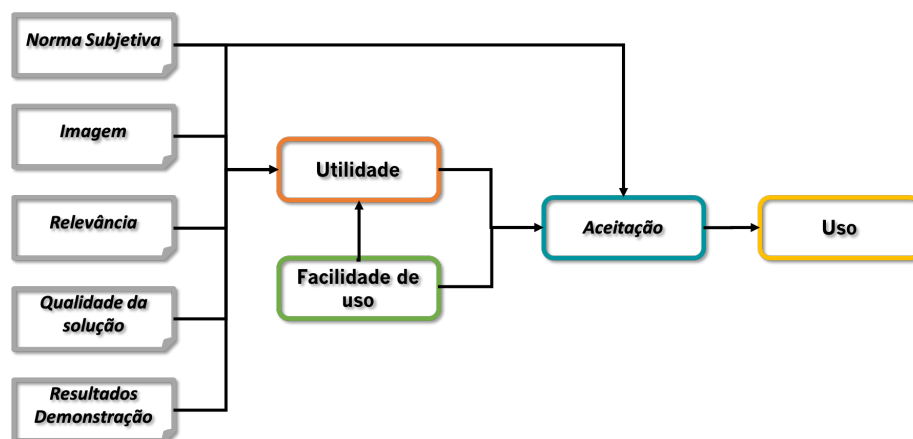 Norma Subjetiva
Imagem
Relevância
Qualidade da
solução
Resultados
Demonstração
Utilidade
Facilidade de
uso
Aceitação
Uso